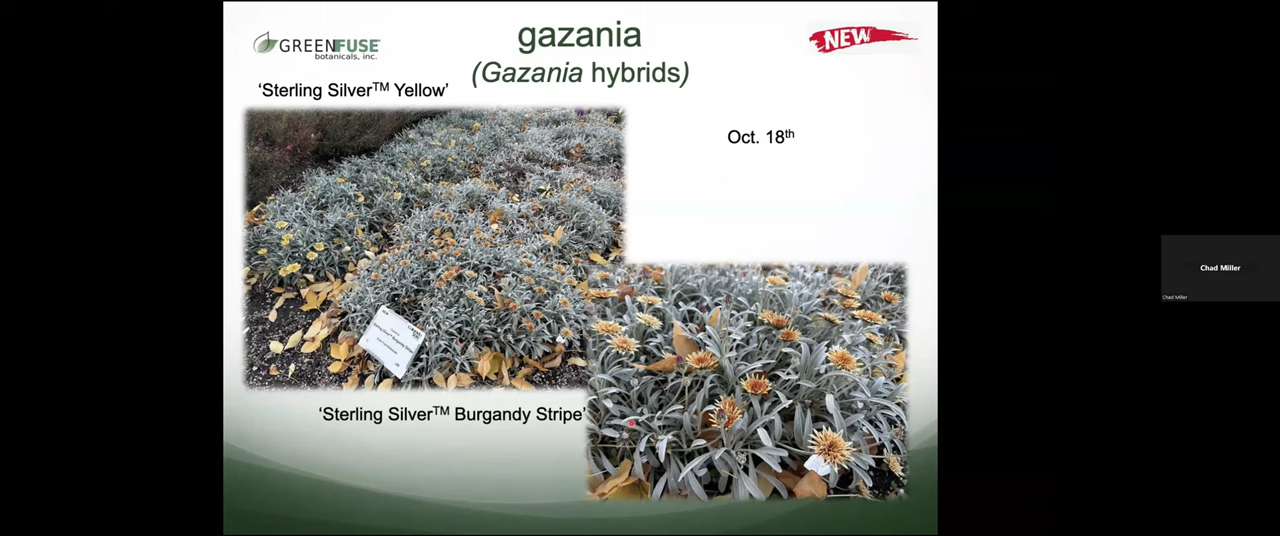 GREENFUSE
botanicals, inc.
gazania
(Gazania hybrids)
NEW
‘Sterling Silver™ Yellow’
Oct. 18th
‘Sterling Silver™ Burgandy Stripe’
Chad Miller
Chad Miller